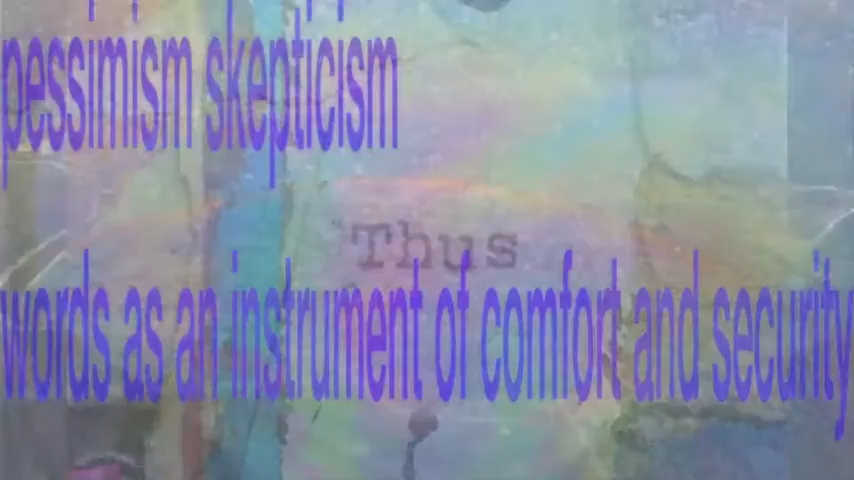 pessimism skepticism
Thus
words as an instrument of comfort and security